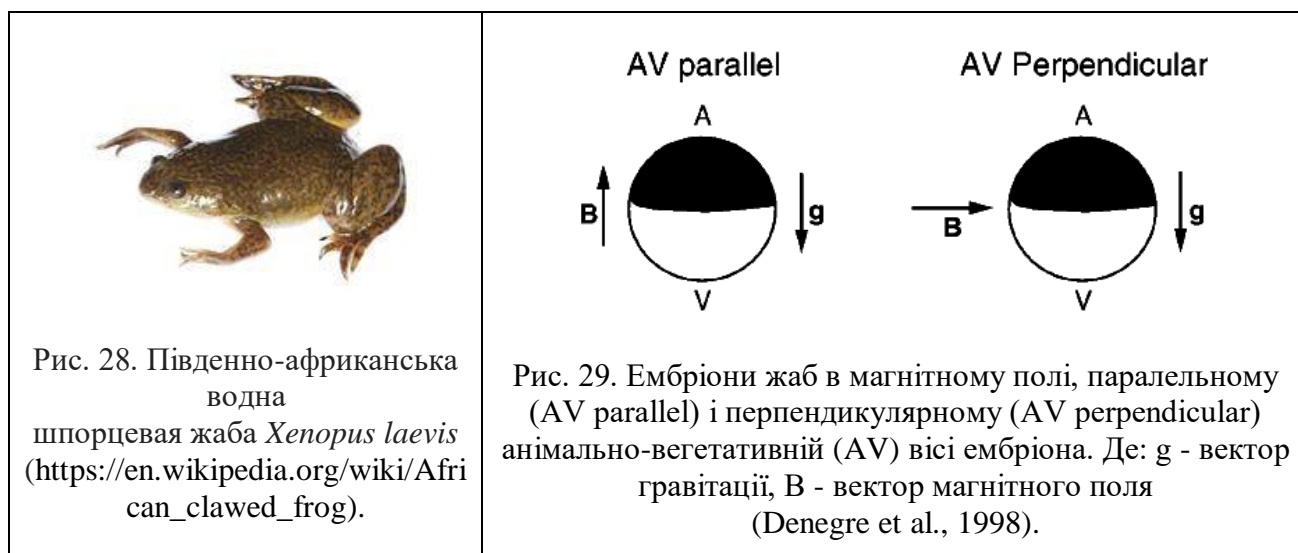 Рис. 28. Південно-африканська
водна
шпорцевая жаба Xenopus laevis
(https://en.wikipedia.org/wiki/Afri
can_clawed_frog).
AV parallel
AV Perpendicular
A
A
B
g
B
g
V
V
Рис. 29. Ембріони жаб в магнітному полі, паралельному
(AV parallel) і перпендикулярному (AV perpendicular)
анімально-вегетативній (AV) вісі ембріона. Де: g - вектор
гравітації, B - вектор магнітного поля
(Denegre et al., 1998).